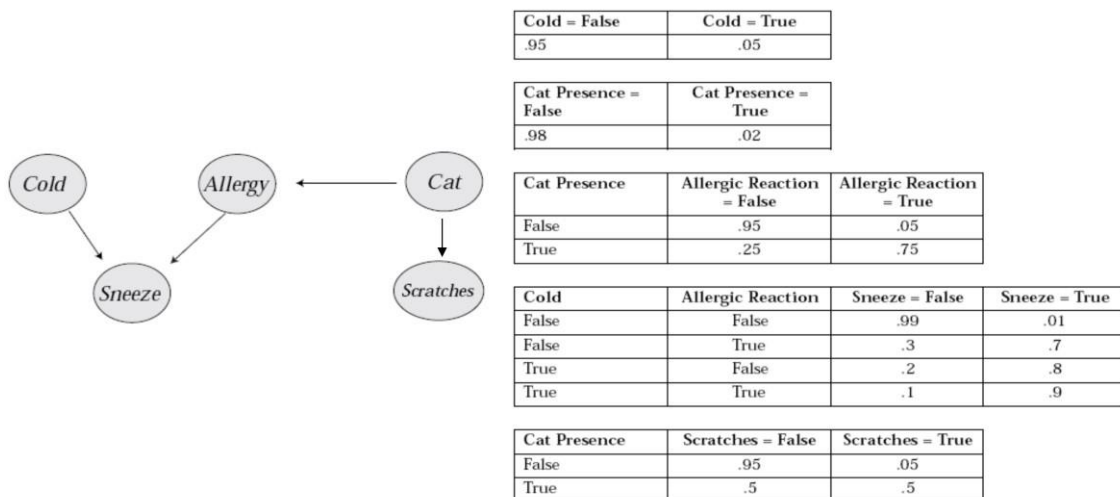 Cold
Allergy
Cat
Sneeze
Scratches
Cold = False Cold = True
.95 .05
Cat Presence = Cat Presence =
False True
.98 .02
Cat Presence Allergic Reaction Allergic Reaction
= False = True
False .95 .05
True .25 .75
Cold Allergic Reaction Sneeze = False Sneeze = True
False False .99 .01
False True .3 .7
True False .2 .8
True True .1 .9
Cat Presence Scratches = False Scratches = True
False .95 .05
True .5 .5